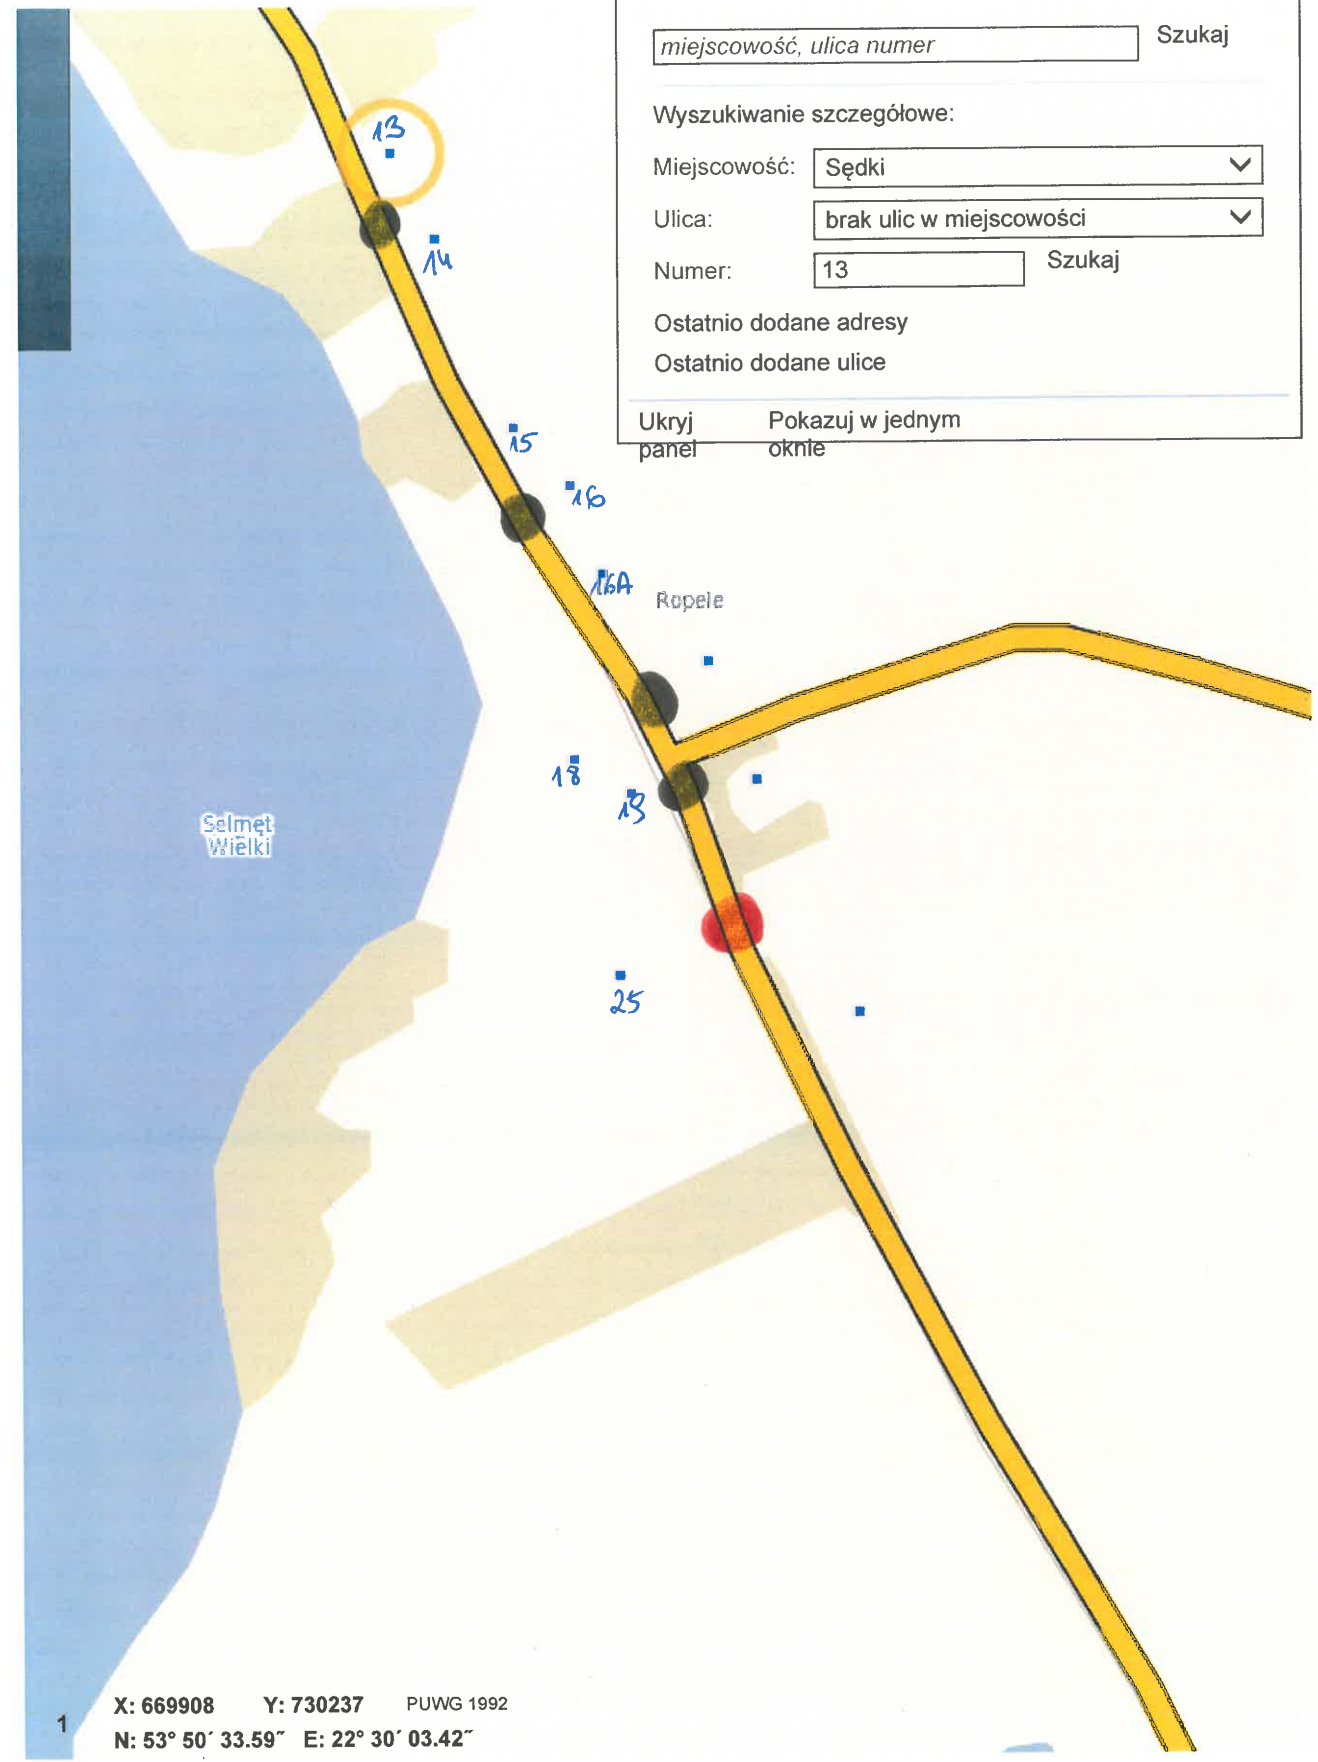 miejscowość, ulica numer
Szukaj
Wyszukiwanie szczegółowe:
Miejscowość: Sędki
Ulica: brak ulic w miejscowości
Numer: 13
Szukaj
Ostatnio dodane adresy
Ostatnio dodane ulice
Ukryj panel
Pokazuj w jednym oknie
13
14
15
16
16A
Ropele
18
19
Selmęt
Wielki
25
1
X: 669908 Y: 730237 PUWG 1992
N: 53° 50′ 33.59″ E: 22° 30′ 03.42″